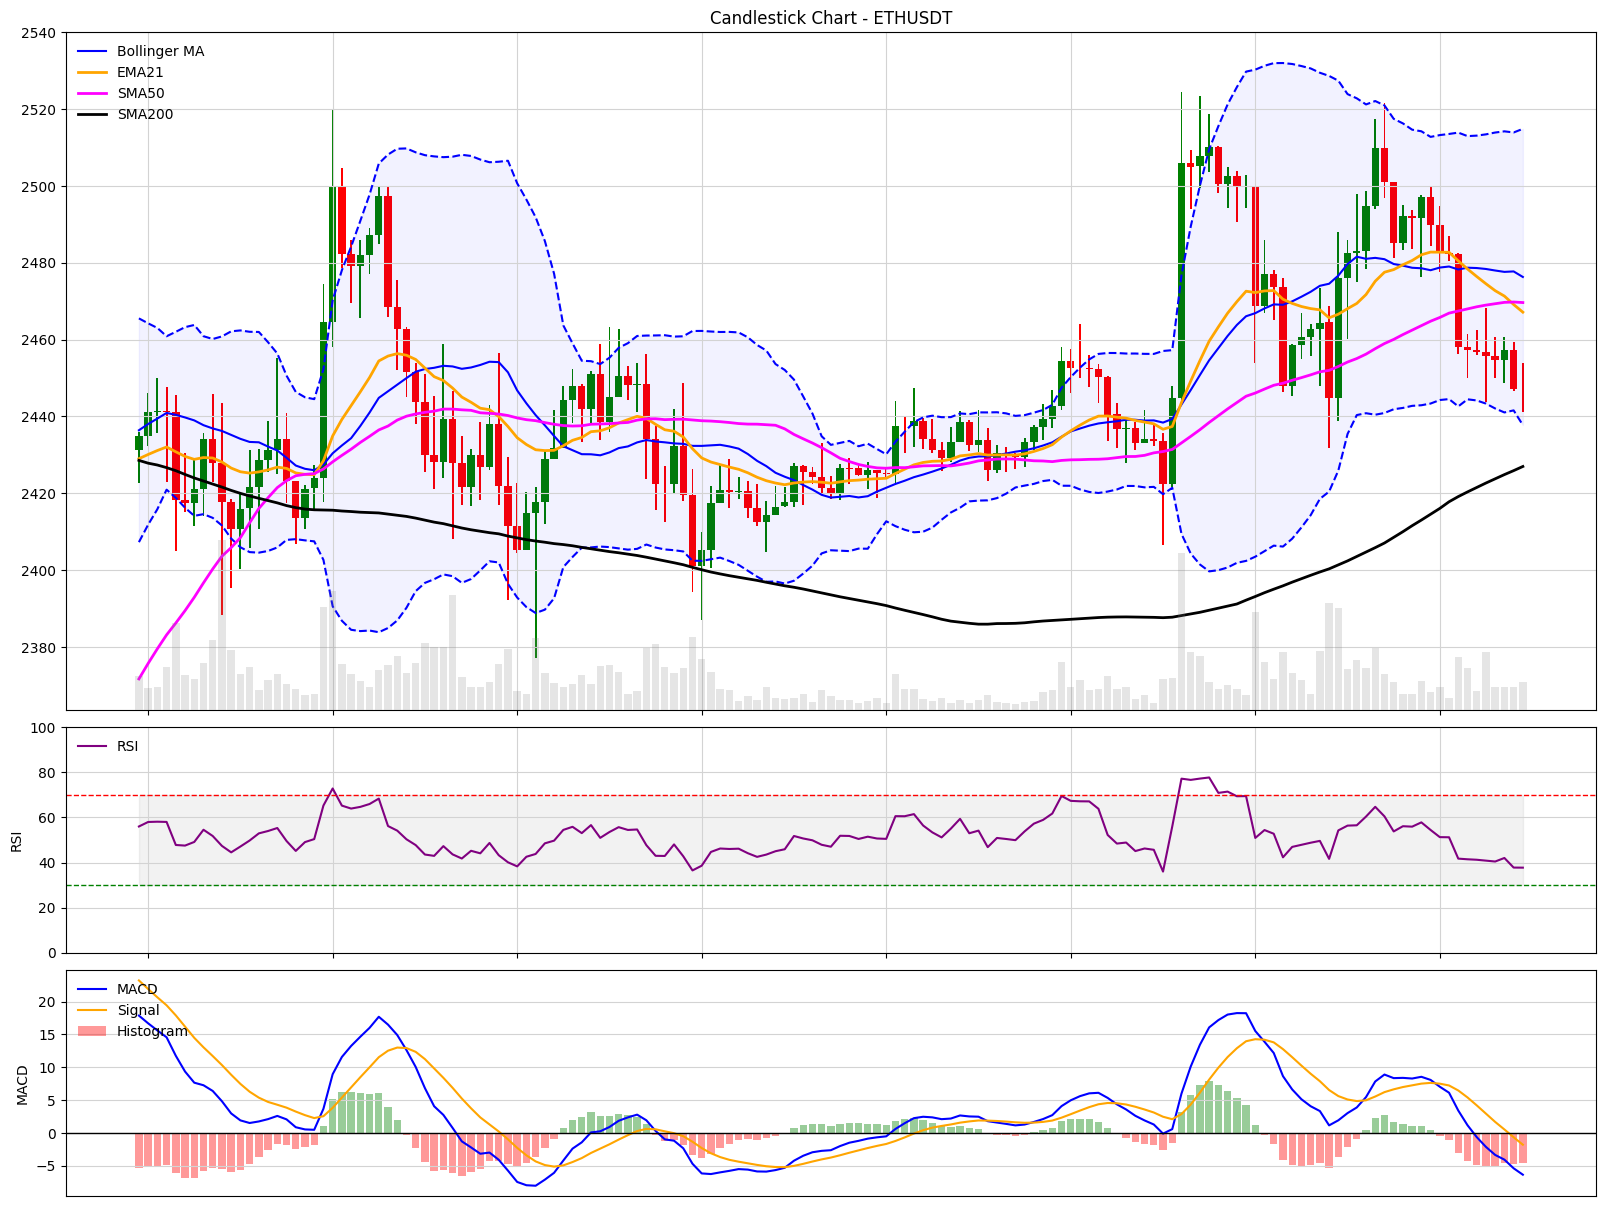 Candlestick Chart - ETHUSDT
2540
2520
2500
2480
2460
2440
2420
2400
2380
Bollinger MA
EMA21
SMA50
SMA200
100
80
60
40
20
0
RSI
RSI
20
15
10
5
0
−5
MACD
MACD
Signal
Histogram